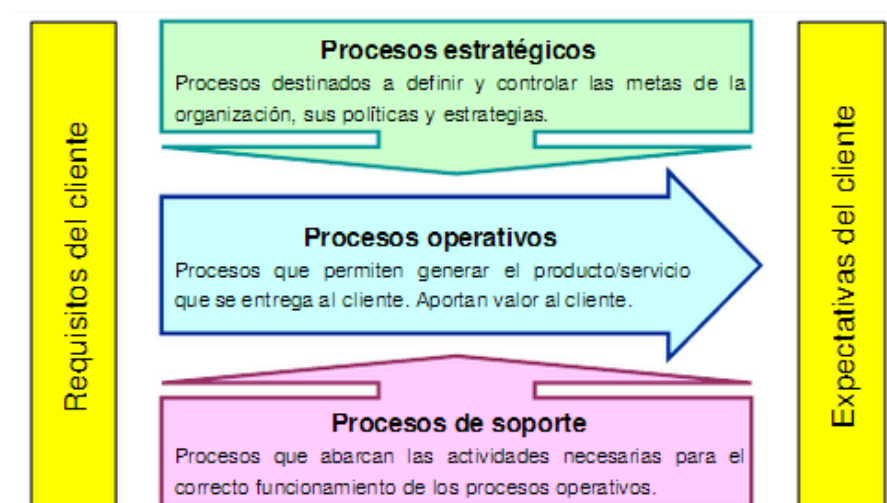 Requisitos del cliente
Procesos estratégicos
Procesos destinados a definir y controlar las metas de la
organización, sus políticas y estrategias.
Procesos operativos
Procesos que permiten generar el producto/servicio
que se entrega al cliente. Aportan valor al cliente.
Procesos de soporte
Procesos que abarcan las actividades necesarias para el
correcto funcionamiento de los procesos operativos.
Expectativas del cliente